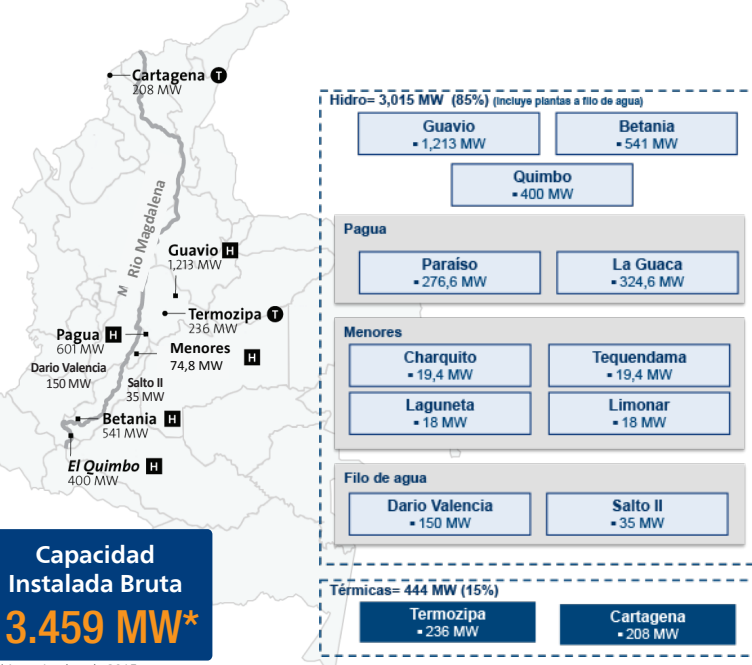 Cartagena T
208 MW
M Rio Magdalena
Guavio H
1,213 MW
Termozipa T
236 MW
Pagua H
601 MW
Menores H
74,8 MW
Dario Valencia
150 MW
Salto II
35 MW
Betania H
541 MW
El Quimbo H
400 MW
Capacidad
Instalada Bruta
3.459 MW*
Hidro= 3,015 MW (85%) (incluye plantas a filo de agua)
Guavio
▪ 1,213 MW
Betania
▪ 541 MW
Quimbo
▪ 400 MW
Pagua
Paraíso
▪ 276,6 MW
La Guaca
▪ 324,6 MW
Menores
Charquito
▪ 19,4 MW
Tequendama
▪ 19,4 MW
Laguneta
▪ 18 MW
Limonar
▪ 18 MW
Filo de agua
Dario Valencia
▪ 150 MW
Salto II
▪ 35 MW
Térmicas= 444 MW (15%)
Termozipa
▪ 236 MW
Cartagena
▪ 208 MW